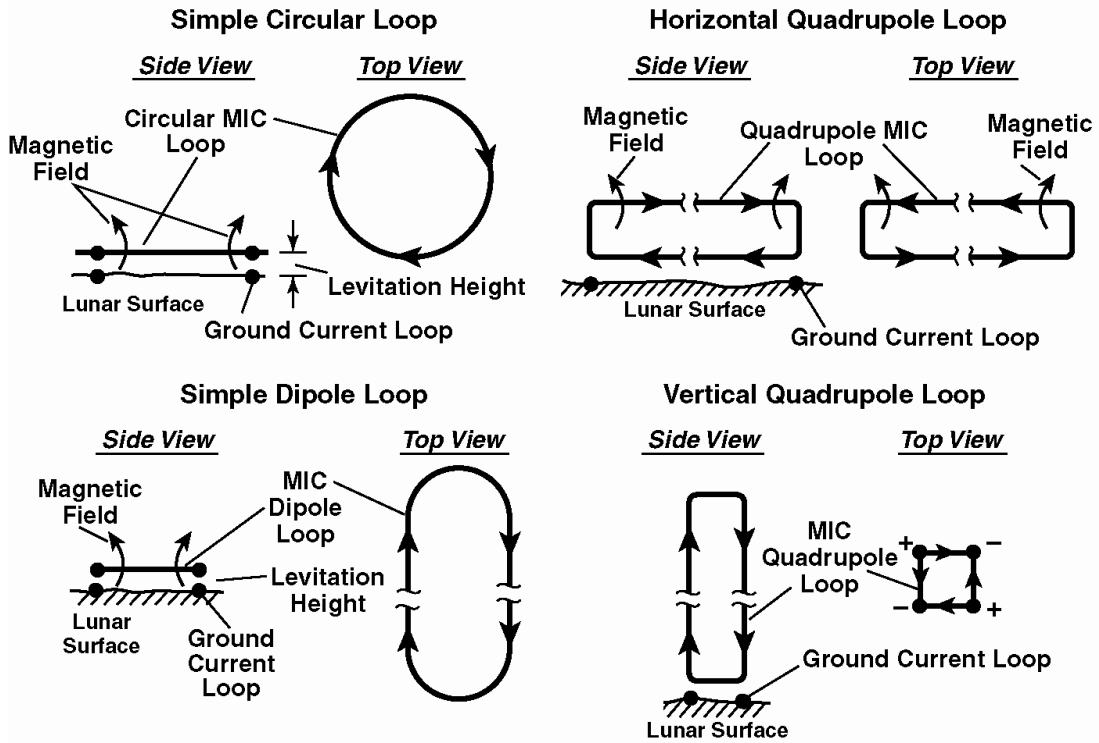 Simple Circular Loop
Side View
Top View
Circular MIC
Loop
Magnetic
Field
Levitation Height
Lunar Surface
Ground Current Loop
Horizontal Quadrupole Loop
Side View
Top View
Magnetic
Field
Quadrupole MIC
Loop
Magnetic
Field
Lunar Surface
Ground Current Loop
Simple Dipole Loop
Side View
Top View
MIC
Dipole
Loop
Magnetic
Field
Levitation
Height
Lunar
Surface
Ground
Current
Loop
Vertical Quadrupole Loop
Side View
Top View
MIC
Quadrupole
Loop
+ –
– +
Ground Current Loop
Lunar Surface